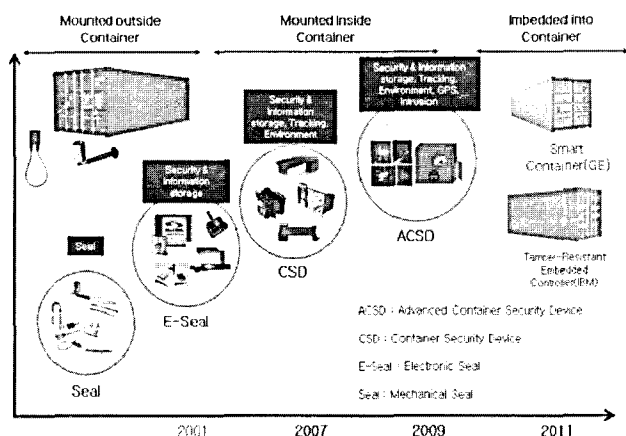 Mounted outside
Container
Mounted inside
Container
Imbedded into
Container
Security & Information
storage, Tracking,
Environment, GPS,
Intrusion
Security &
Information
storage, Tracking,
Environment
Security &
Information
storage
Seal
Smart
Container(GE)
ACSD
CSD
E-Seal
Seal
Tamper-Resistant
Embedded
Controller(IBM)
ACSD : Advanced Container Security Device
CSD : Container Security Device
E-Seal : Electronic Seal
Seal : Mechanical Seal
2001
2007
2009
2011